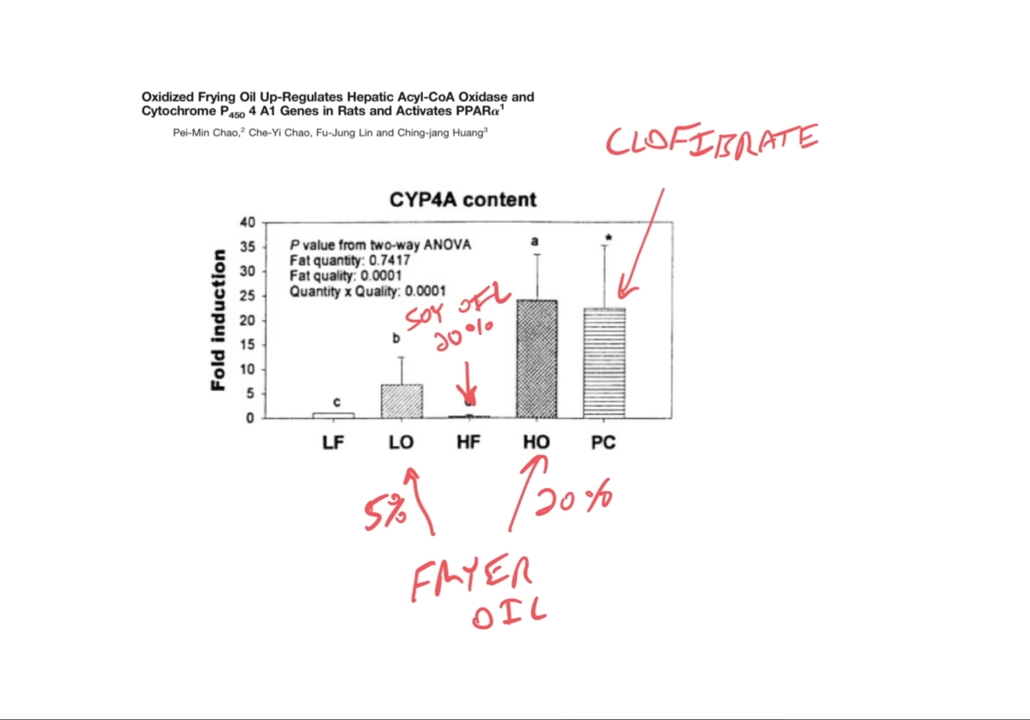 Oxidized Frying Oil Up-Regulates Hepatic Acyl-CoA Oxidase and
Cytochrome P450 4 A1 Genes in Rats and Activates PPARα1
Pei-Min Chao,2 Che-Yi Chao, Fu-Jung Lin and Ching-jang Huang3
CLOFIBRATE
CYP4A content
Fold induction
40
35
30
25
20
15
10
5
0
P value from two-way ANOVA
Fat quantity: 0.7417
Fat quality: 0.0001
Quantity x Quality: 0.0001
SOY OIL
20%
c
b
a
*
LF LO HF HO PC
5%
20%
FRYER
OIL